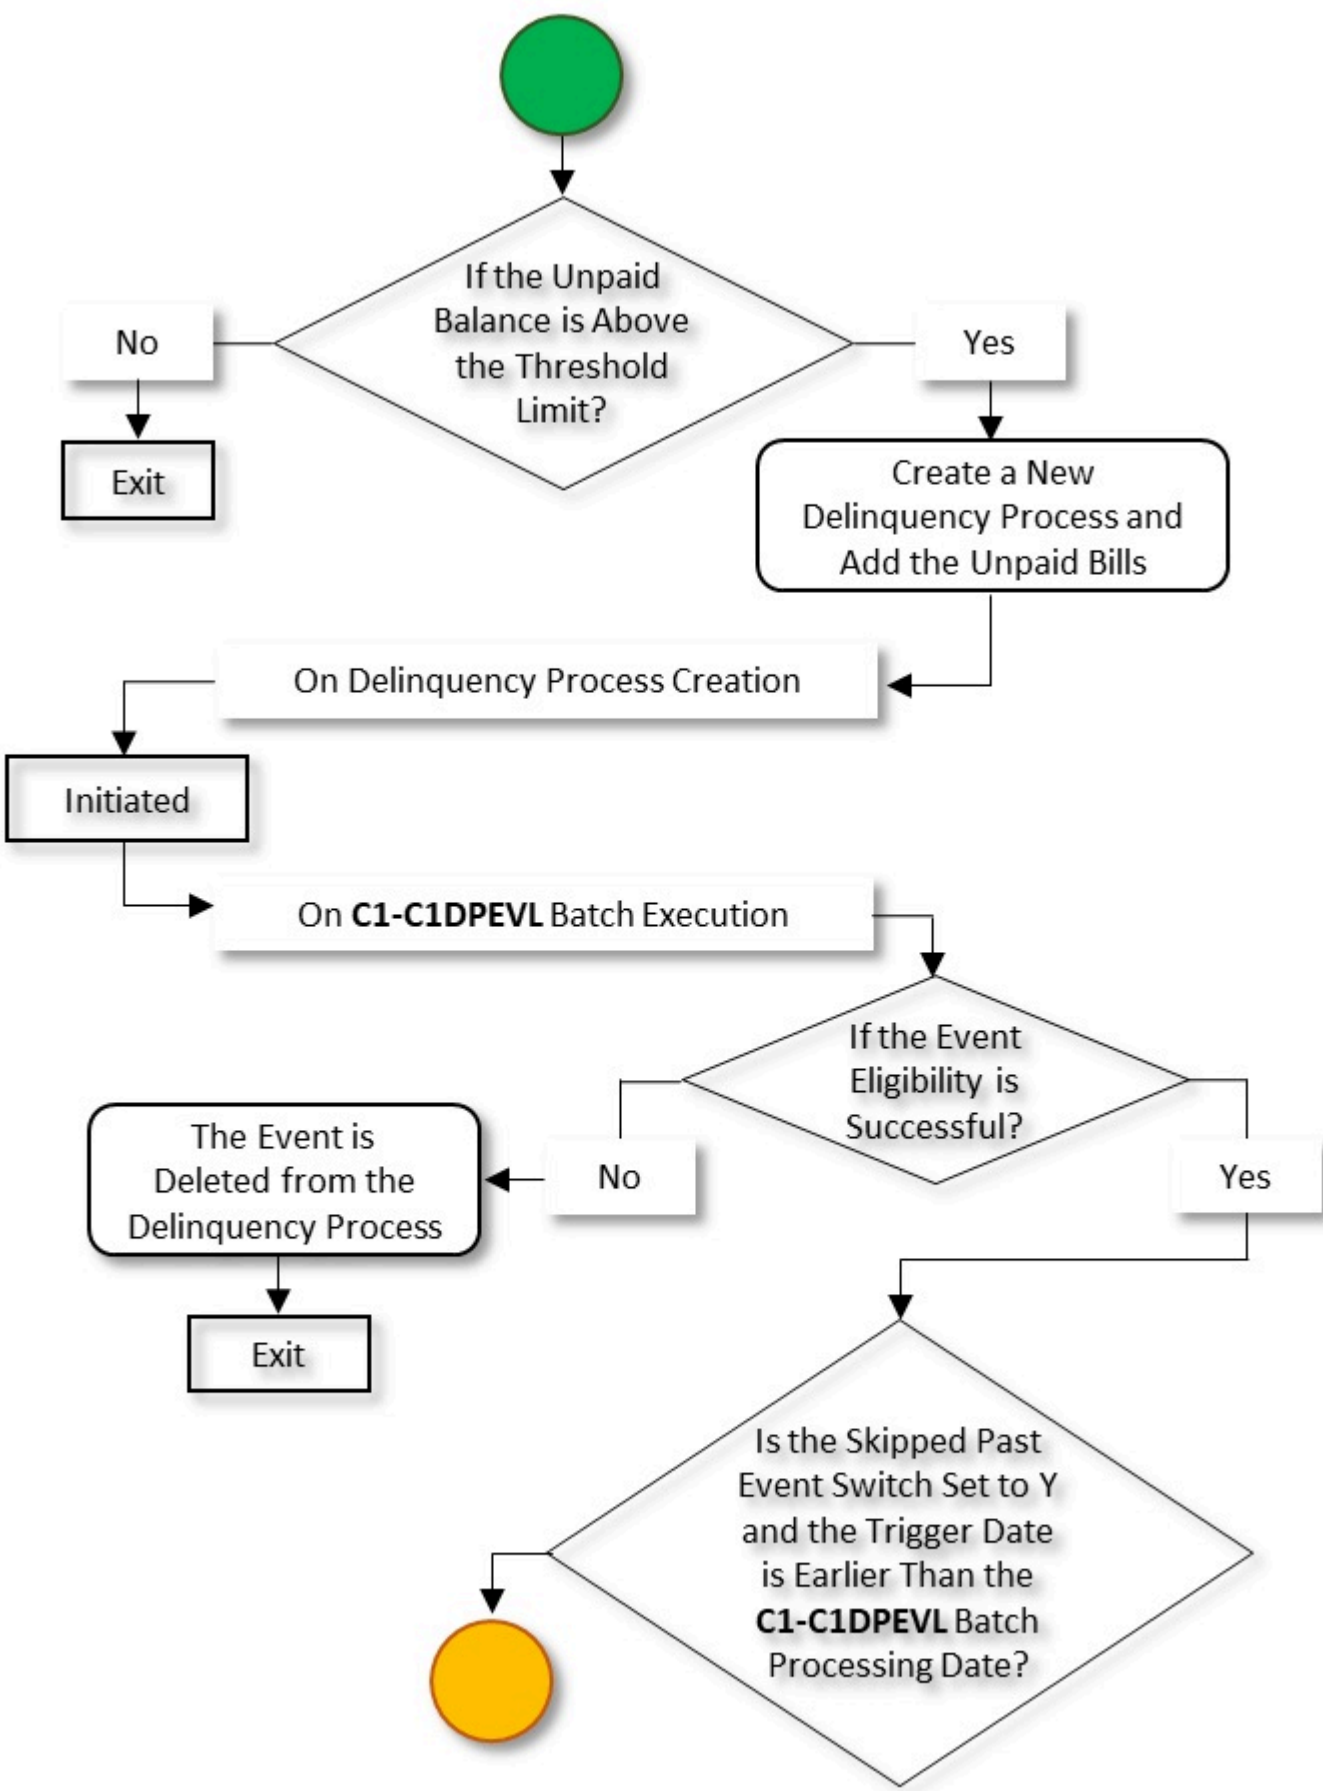 If the Unpaid
Balance is Above
the Threshold
Limit?
No
Yes
Exit
Create a New
Delinquency Process and
Add the Unpaid Bills
On Delinquency Process Creation
Initiated
On C1-C1DPEVL Batch Execution
If the Event
Eligibility is
Successful?
The Event is
Deleted from the
Delinquency Process
No
Yes
Exit
Is the Skipped Past
Event Switch Set to Y
and the Trigger Date
is Earlier Than the
C1-C1DPEVL Batch
Processing Date?